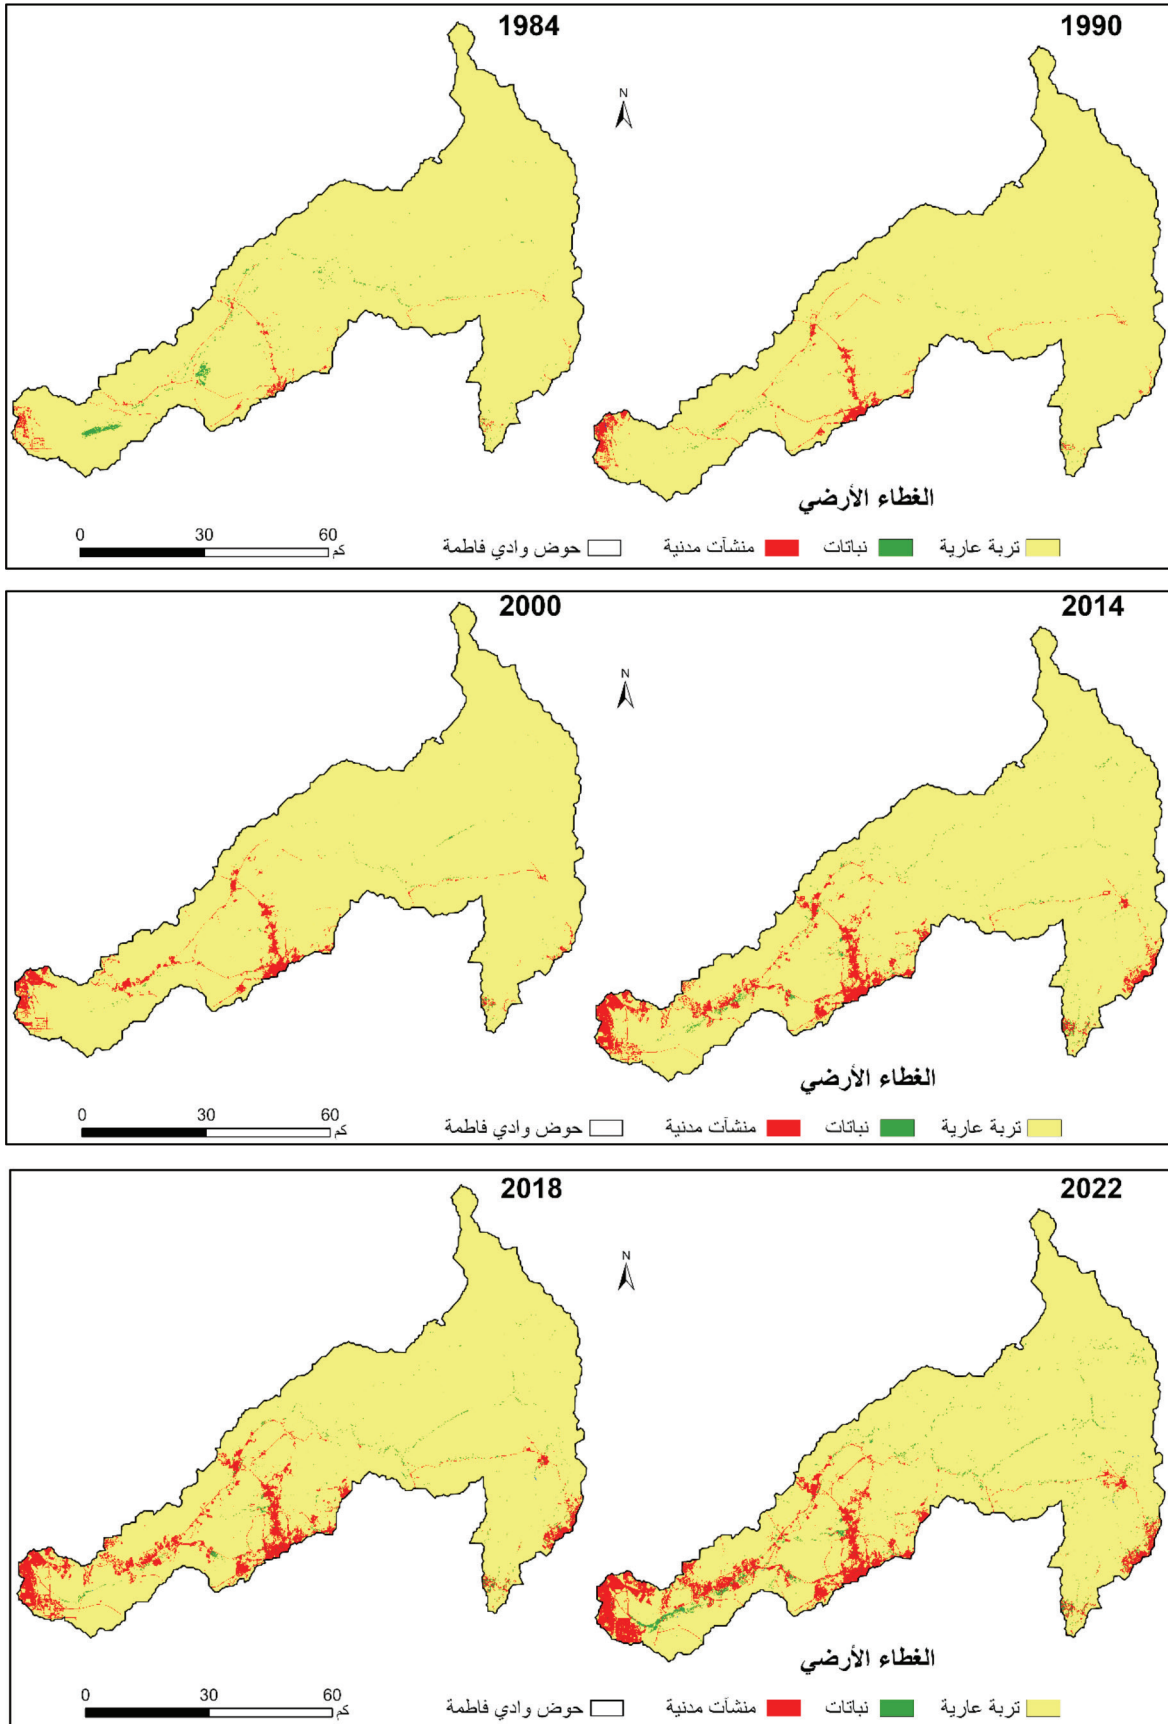 1984
1990
N
الغطاء الأرضي
0 30 60
كم
تربة عارية نباتات منشآت مدنية حوض وادي فاطمة
2000
2014
N
الغطاء الأرضي
0 30 60
كم
تربة عارية نباتات منشآت مدنية حوض وادي فاطمة
2018
2022
N
الغطاء الأرضي
0 30 60
كم
تربة عارية نباتات منشآت مدنية حوض وادي فاطمة